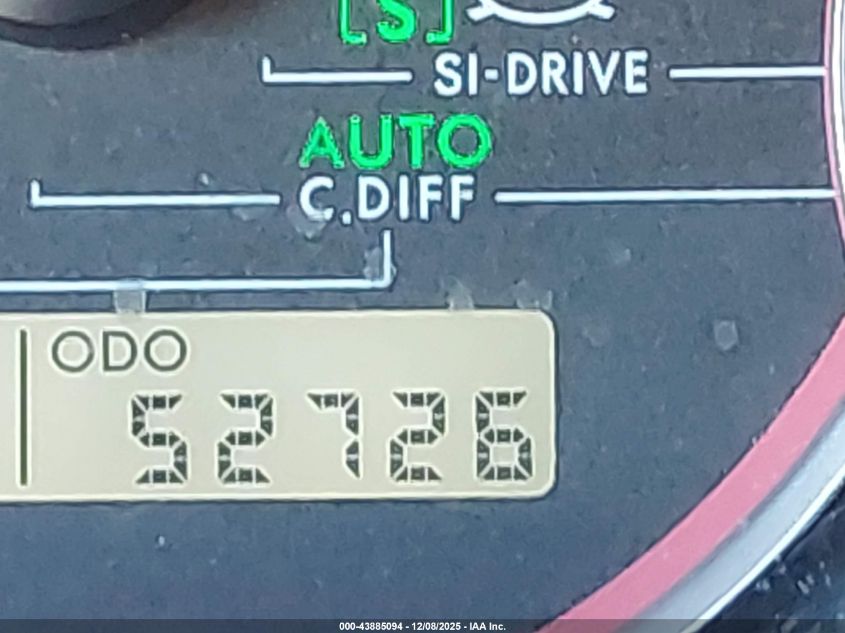 [S]
SI-DRIVE
AUTO
C.DIFF
ODO
52726
000-43885094 - 12/08/2025 - IAA Inc.